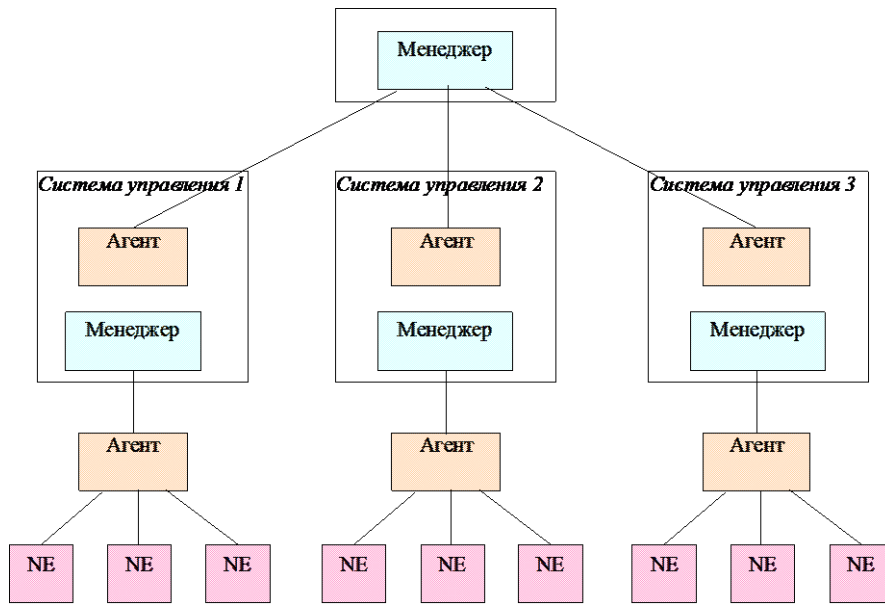 Менеджер
Система управления 1
Система управления 2
Система управления 3
Агент
Агент
Агент
Менеджер
Менеджер
Менеджер
Агент
Агент
Агент
NE
NE
NE
NE
NE
NE
NE
NE
NE